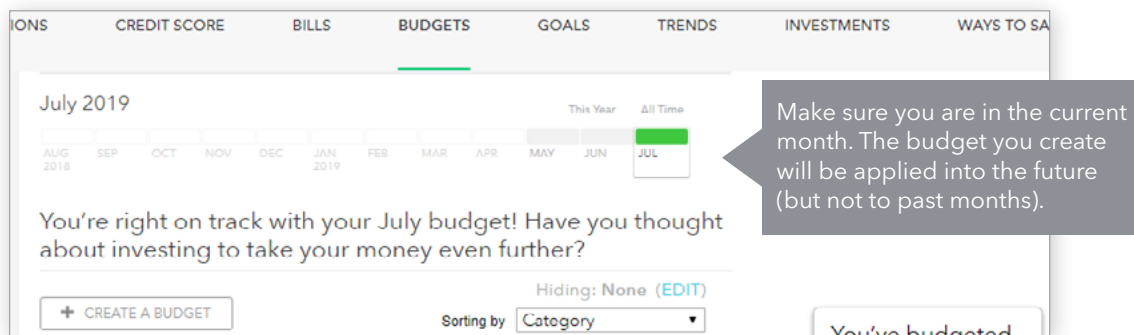 IONS CREDIT SCORE BILLS BUDGETS GOALS TRENDS INVESTMENTS WAYS TO SA
July 2019
This Year All Time
AUG SEP OCT NOV DEC JAN FEB MAR APR MAY JUN JUL
2018 2019
Make sure you are in the current
month. The budget you create
will be applied into the future
(but not to past months).
You're right on track with your July budget! Have you thought
about investing to take your money even further?
Hiding: None (EDIT)
+ CREATE A BUDGET
Sorting by Category
You've budgeted